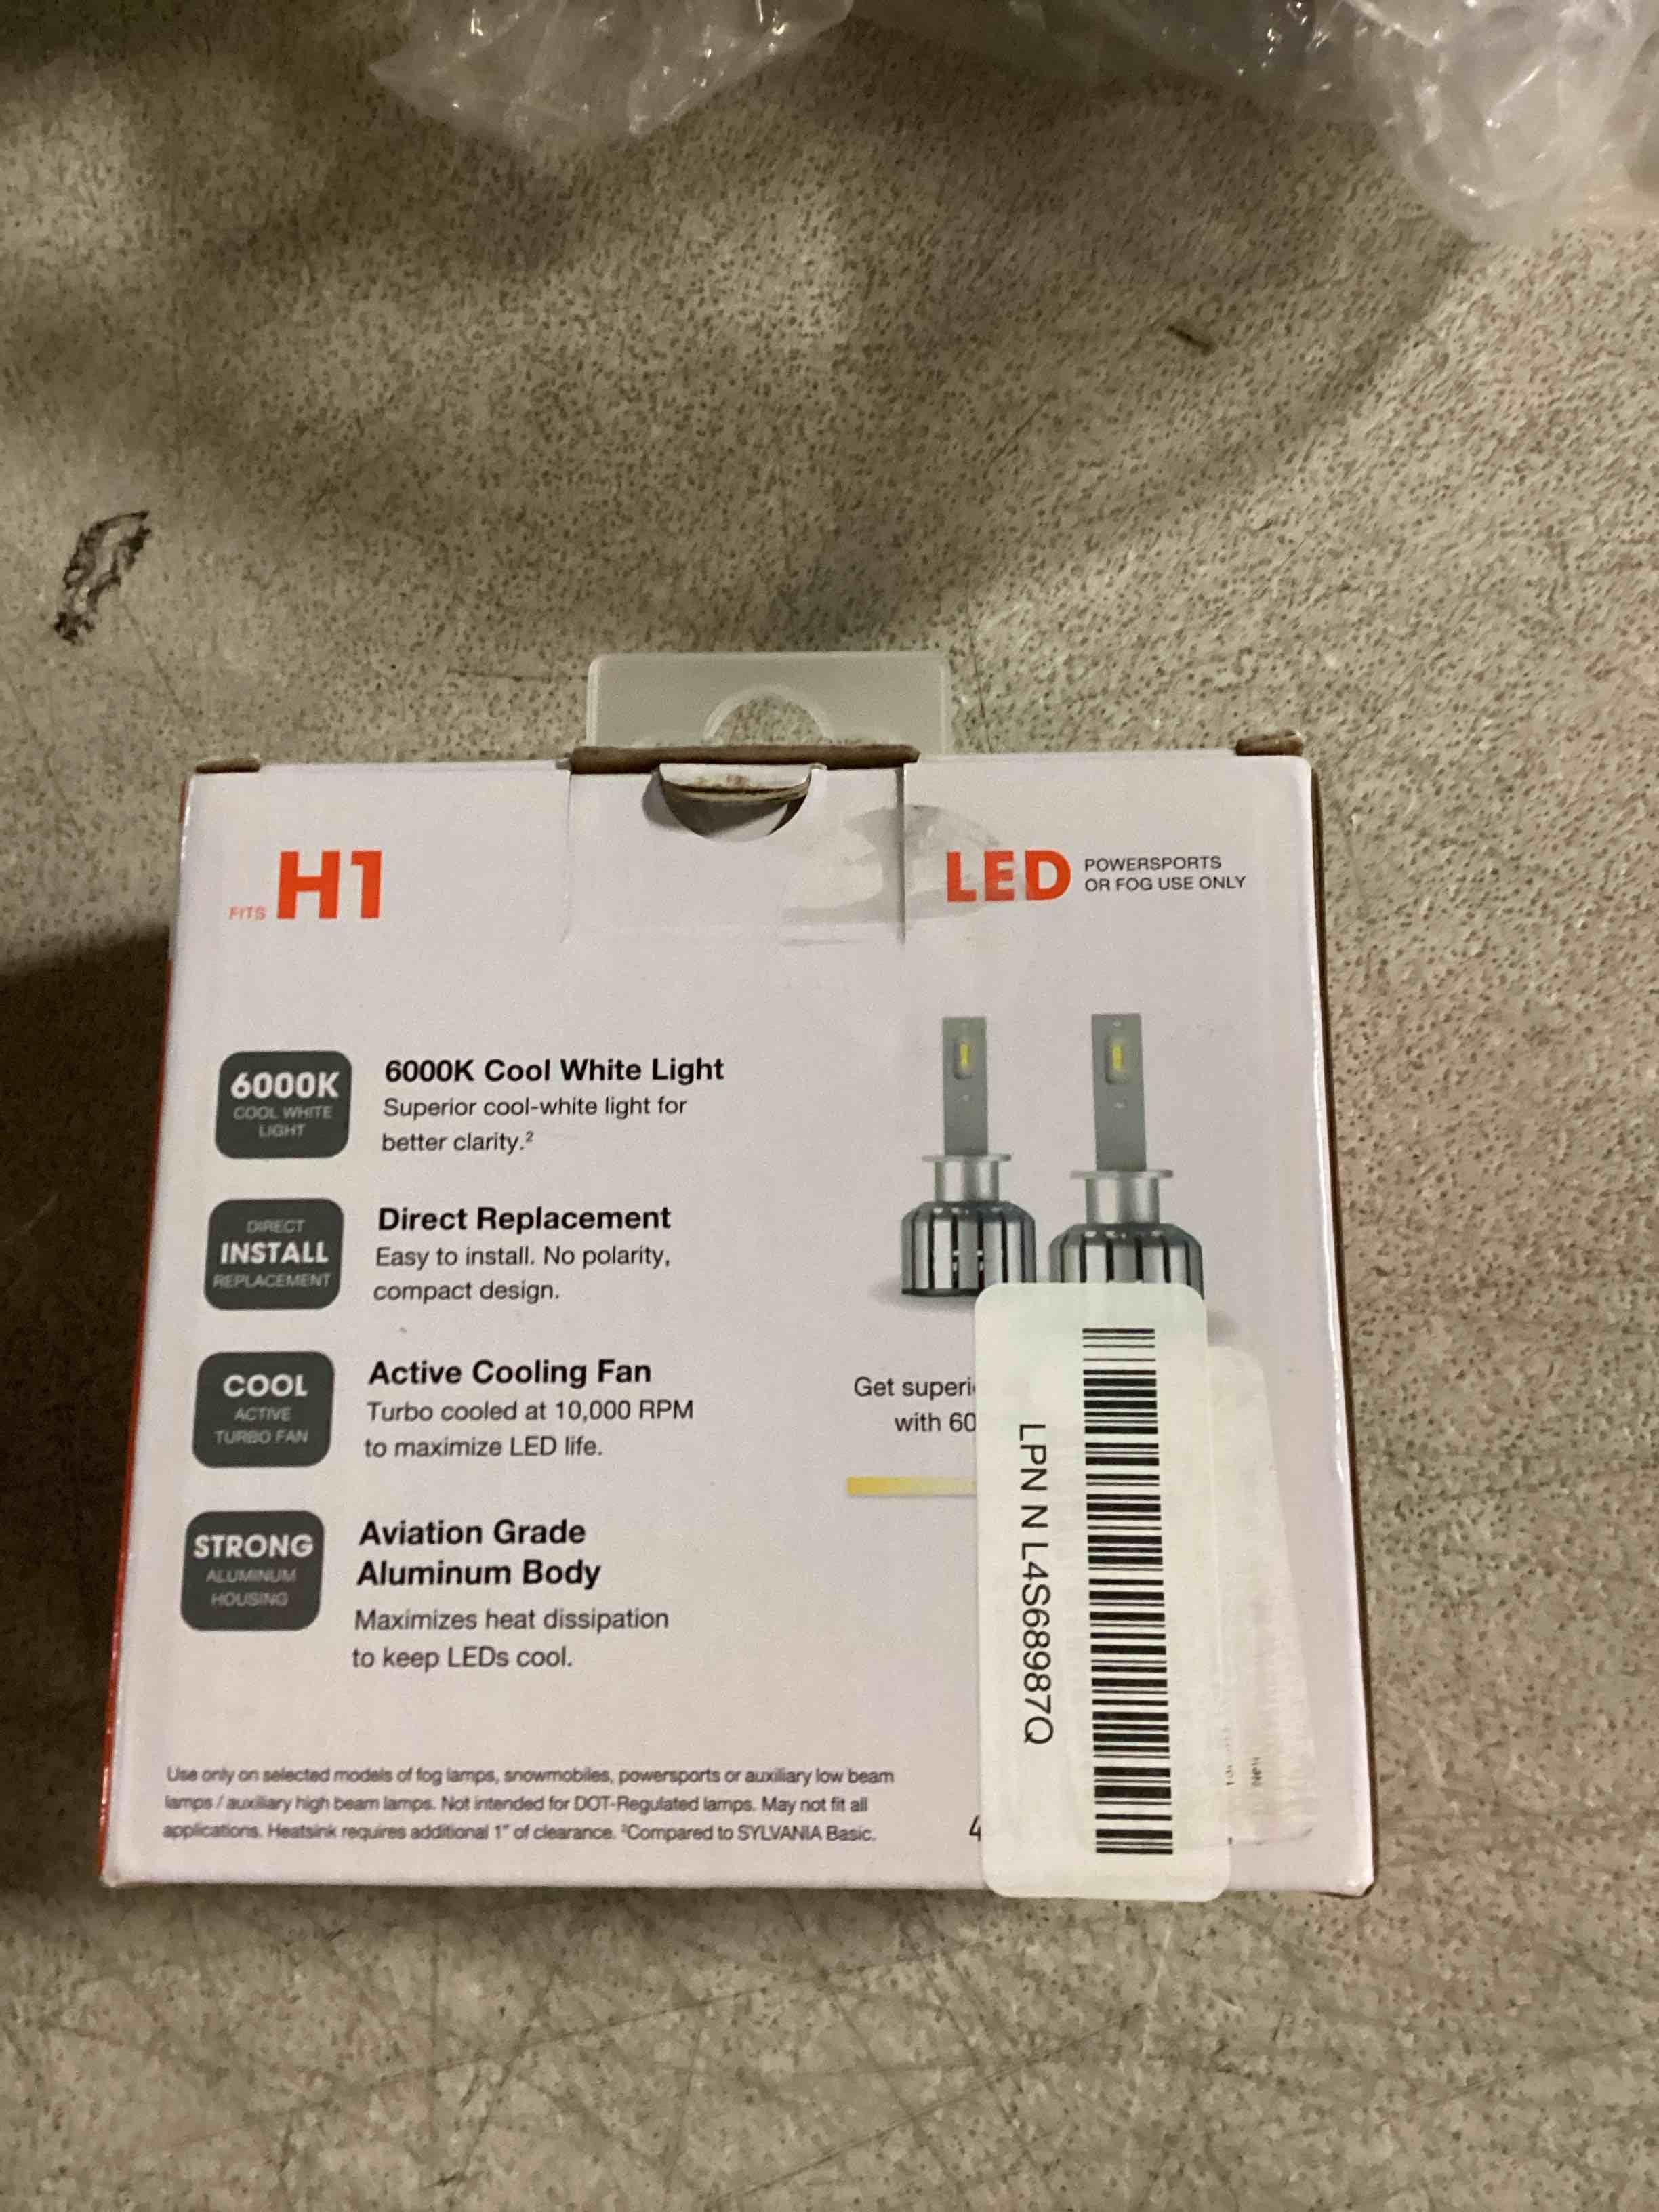 FITS H1
LED POWERSPORTS
OR FOG USE ONLY
6000K
COOL WHITE
LIGHT
6000K Cool White Light
Superior cool-white light for
better clarity.²
DIRECT
INSTALL
REPLACEMENT
Direct Replacement
Easy to install. No polarity,
compact design.
COOL
ACTIVE
TURBO FAN
Active Cooling Fan
Turbo cooled at 10,000 RPM
to maximize LED life.
STRONG
ALUMINUM
HOUSING
Aviation Grade
Aluminum Body
Maximizes heat dissipation
to keep LEDs cool.
Get superi
with 60
LPN N L4S68987Q
New
Use only on selected models of fog lamps, snowmobiles, powersports or auxiliary low beam
lamps / auxiliary high beam lamps. Not intended for DOT-Regulated lamps. May not fit all
applications. Heatsink requires additional 1" of clearance. ²Compared to SYLVANIA Basic.
4